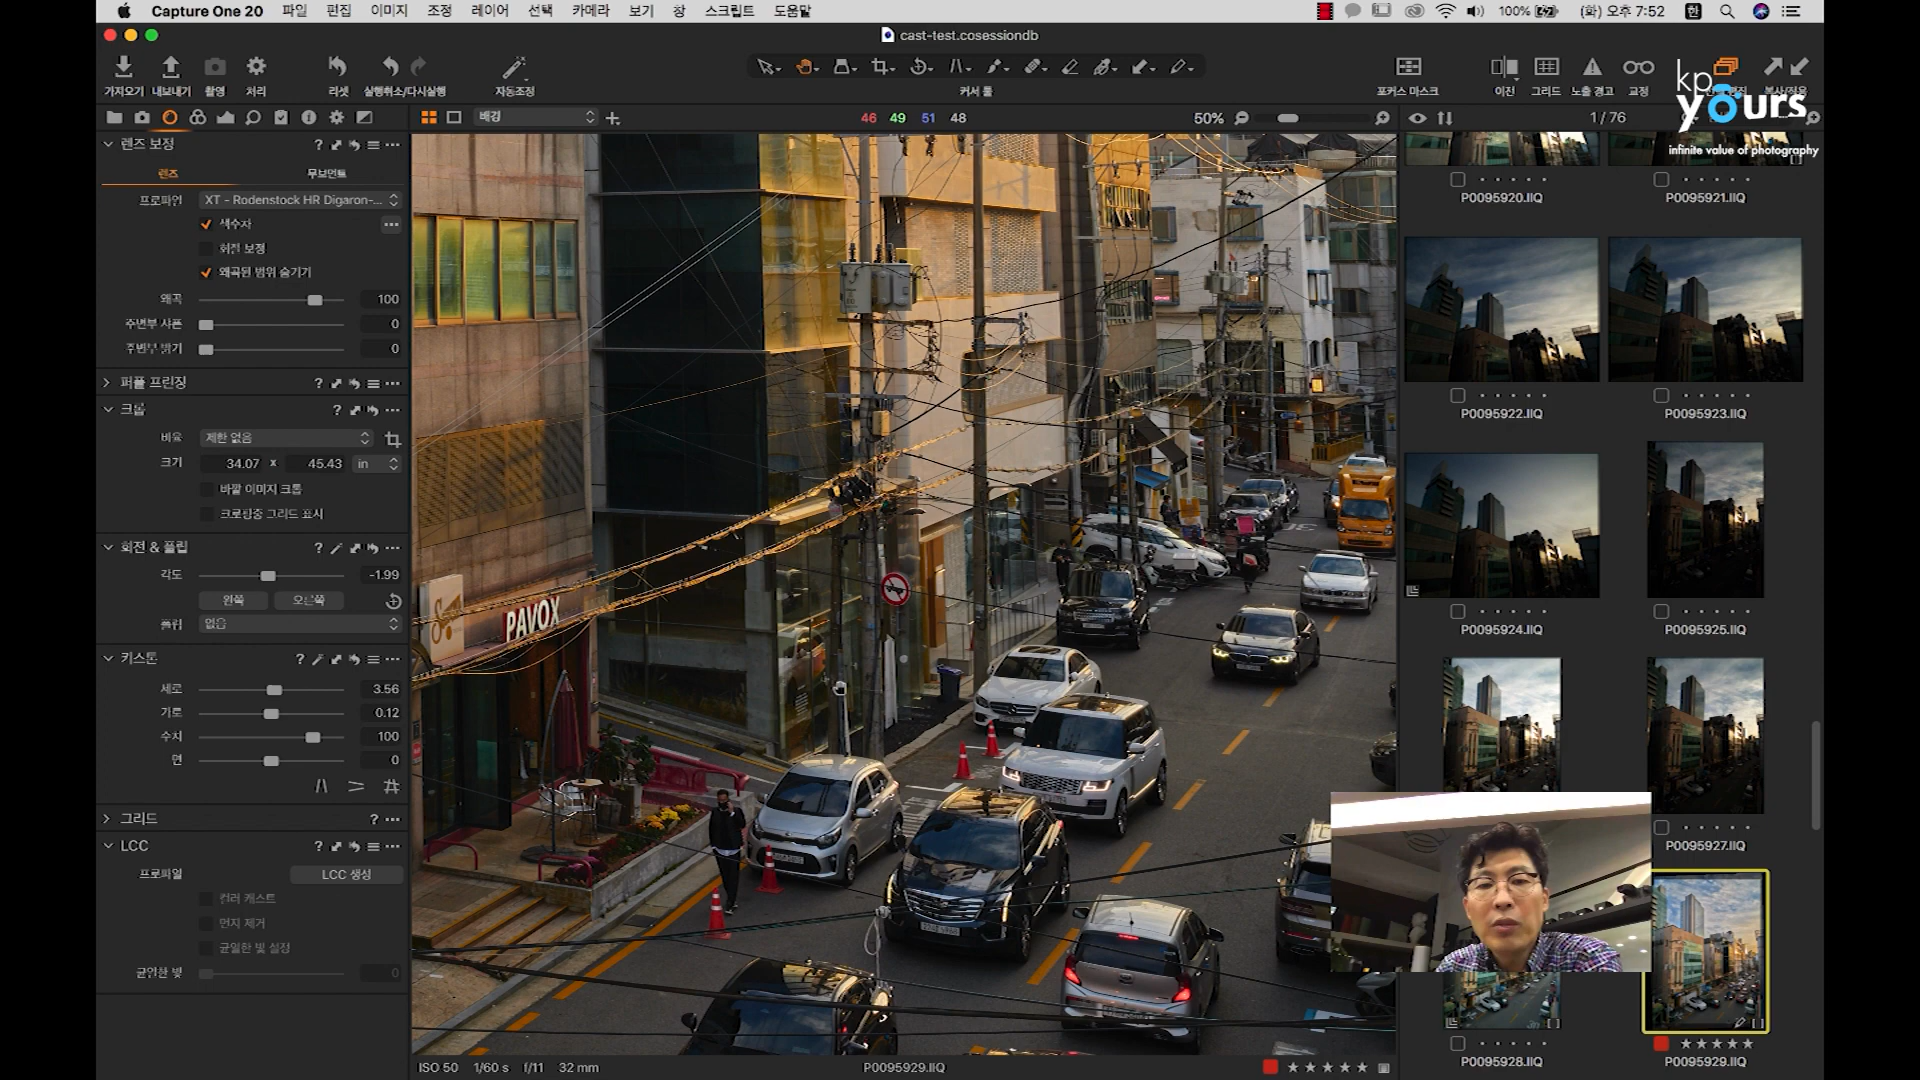 Capture One 20 파일 편집 이미지 조정 레이어 선택 카메라 보기 창 스크립트 도움말
100% (화) 오후 7:52 한
cast-test.cosessiondb
가져오기 내보내기 촬영 처리 리셋 실행취소/다시실행 자동조정 커서 툴 포커스 마스크 이전 그리드 노출 경고 교정
kp
yours
infinite value of photography
배경 46 49 51 48 50% 1 / 76
렌즈 보정
렌즈 무브먼트
프로파일 XT - Rodenstock HR Digaron-...
색수차
회절 보정
왜곡된 범위 숨기기
왜곡 100
주변부 샤픈 0
주변부 밝기 0
퍼플 프린징
크롭
비율 제한 없음
크기 34.07 x 45.43 in
바깥 이미지 크롭
크로핑중 그리드 표시
회전 & 플립
각도 -1.99
왼쪽 오른쪽
플립 없음
키스톤
세로 3.56
가로 0.12
수치 100
면 0
그리드
LCC
프로파일 LCC 생성
컬러 캐스트
먼지 제거
균일한 빛 설정
균일한 빛 0
PAVOX
ISO 50 1/60 s f/11 32 mm
P0095929.IIQ
P0095920.IIQ P0095921.IIQ
P0095922.IIQ P0095923.IIQ
P0095924.IIQ P0095925.IIQ
P0095927.IIQ
P0095928.IIQ P0095929.IIQ